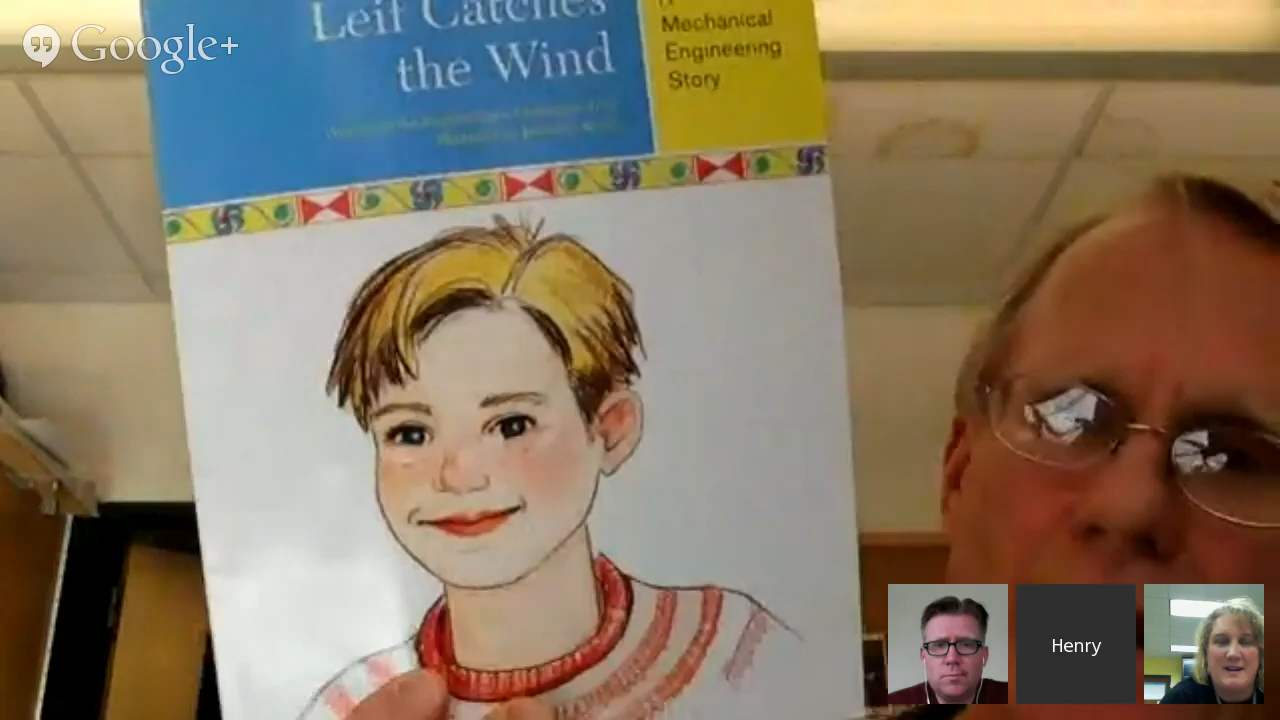 Google+
Leif Catches
the Wind
Mechanical
Engineering
Story
Henry